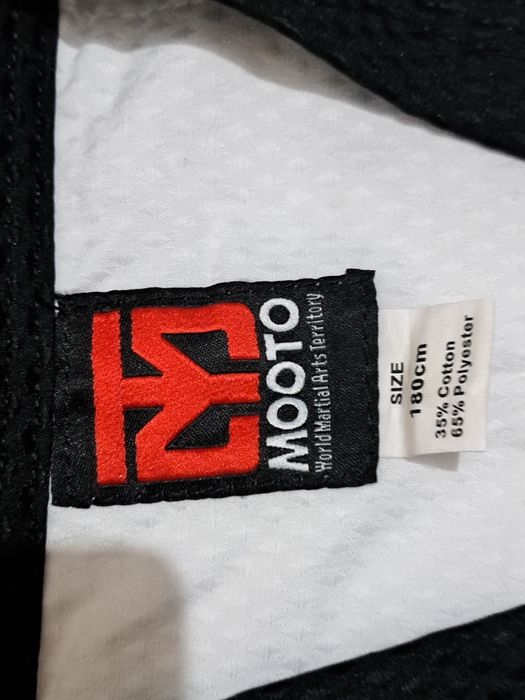 MOOTO
World Martial Arts Territory
SIZE
180cm
35% Cotton
65% Polyester